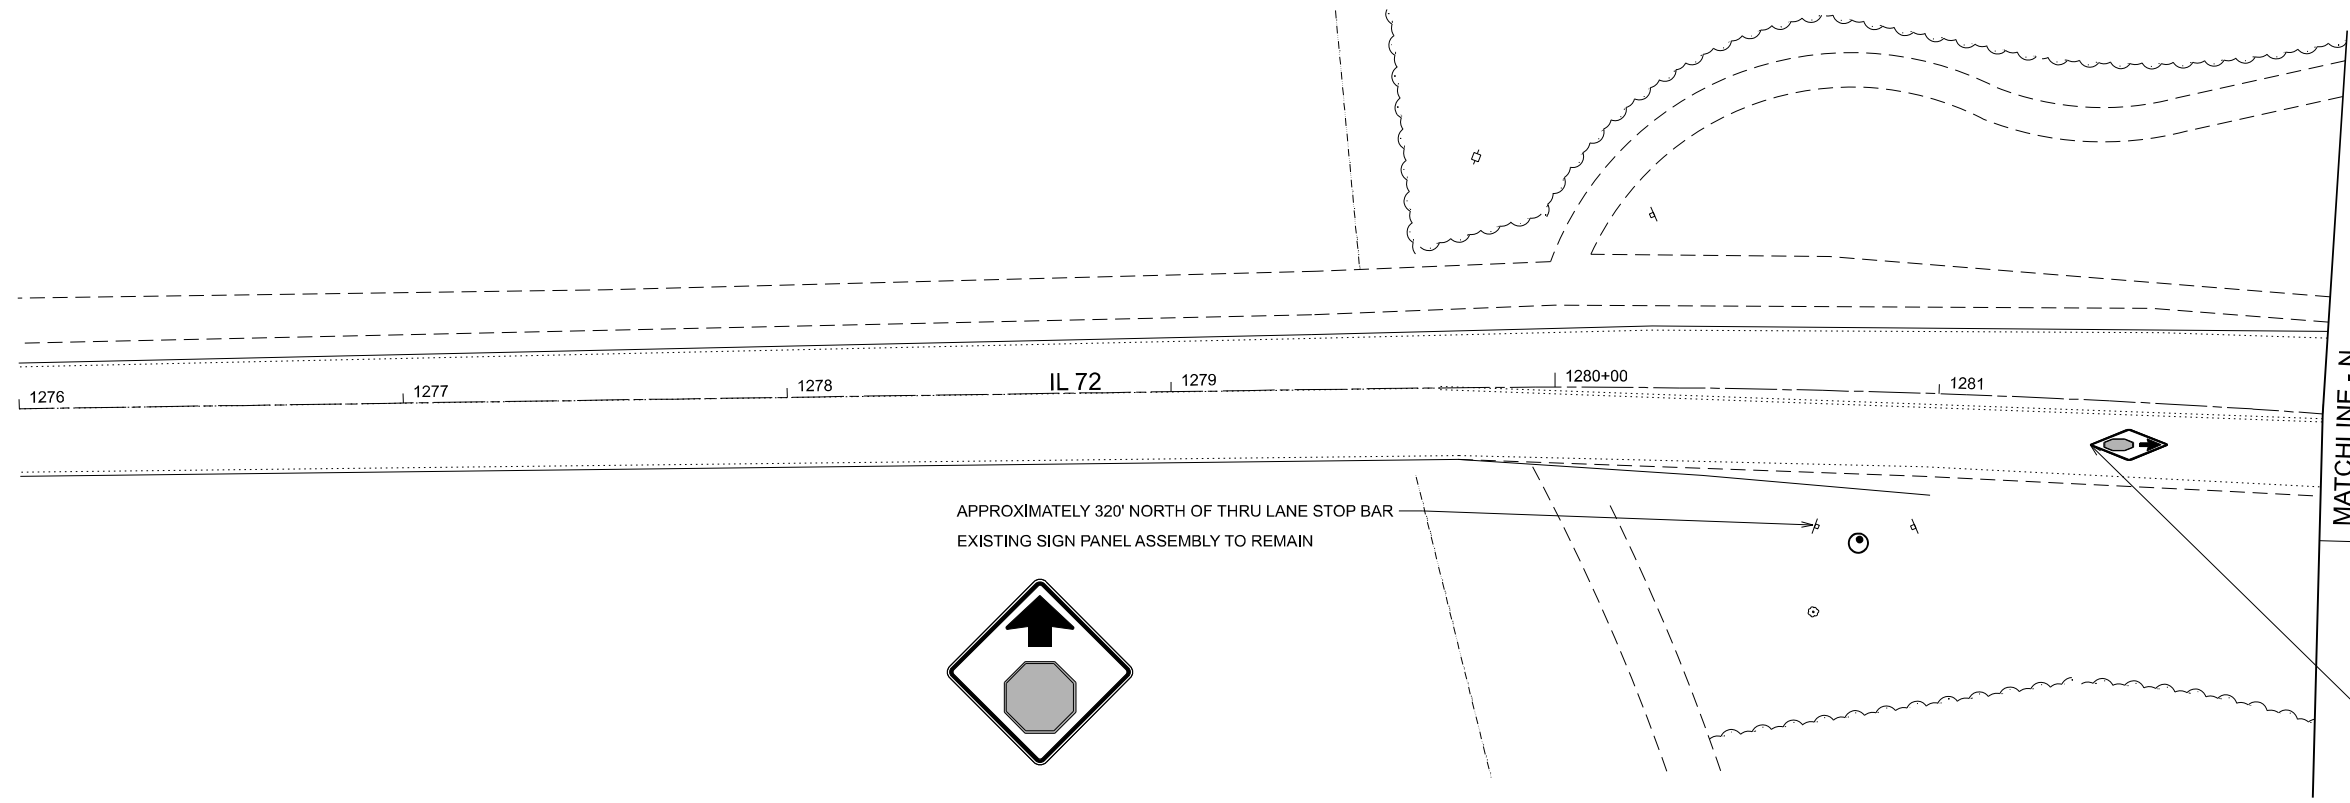 1276
1277
1278
IL 72
1279
1280+00
1281
MATCHLINE - N
APPROXIMATELY 320' NORTH OF THRU LANE STOP BAR
EXISTING SIGN PANEL ASSEMBLY TO REMAIN